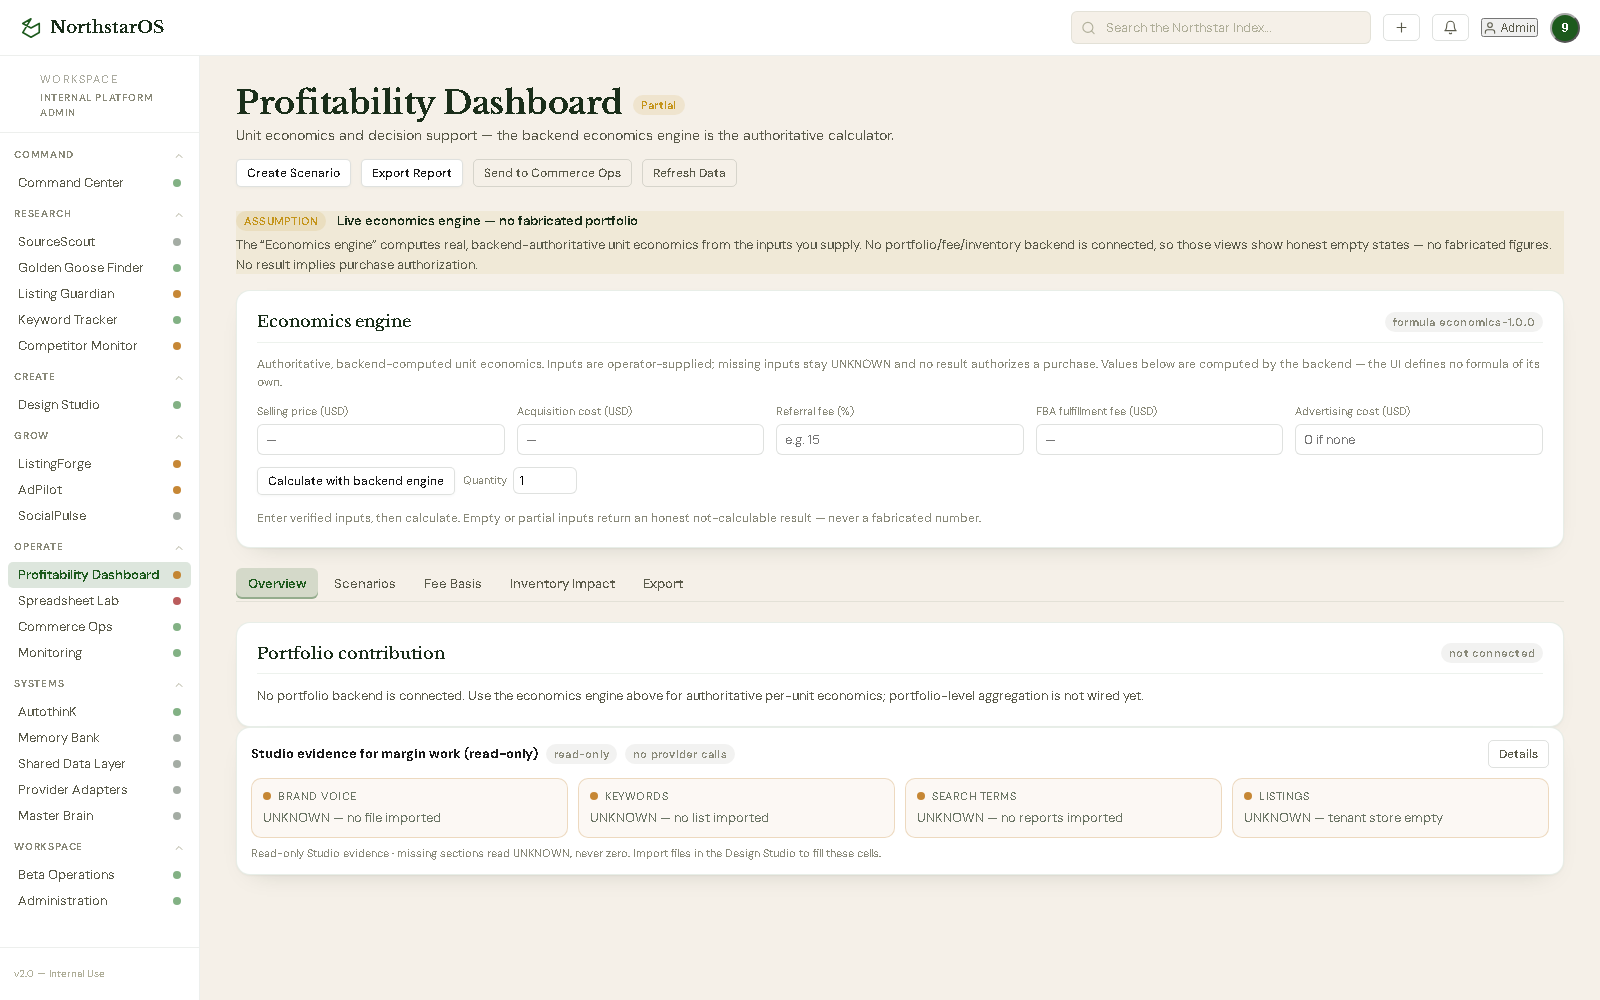 NorthstarOS
Search the Northstar Index...
Admin
9
WORKSPACE
INTERNAL PLATFORM
ADMIN
COMMAND
Command Center
RESEARCH
SourceScout
Golden Goose Finder
Listing Guardian
Keyword Tracker
Competitor Monitor
CREATE
Design Studio
GROW
ListingForge
AdPilot
SocialPulse
OPERATE
Profitability Dashboard
Spreadsheet Lab
Commerce Ops
Monitoring
SYSTEMS
AutothinK
Memory Bank
Shared Data Layer
Provider Adapters
Master Brain
WORKSPACE
Beta Operations
Administration
v2.0 — Internal Use
Profitability Dashboard Partial
Unit economics and decision support — the backend economics engine is the authoritative calculator.
Create Scenario Export Report Send to Commerce Ops Refresh Data
ASSUMPTION Live economics engine — no fabricated portfolio
The “Economics engine” computes real, backend-authoritative unit economics from the inputs you supply. No portfolio/fee/inventory backend is connected, so those views show honest empty states — no fabricated figures.
No result implies purchase authorization.
Economics engine formula economics-1.0.0
Authoritative, backend-computed unit economics. Inputs are operator-supplied; missing inputs stay UNKNOWN and no result authorizes a purchase. Values below are computed by the backend — the UI defines no formula of its
own.
Selling price (USD) Acquisition cost (USD) Referral fee (%) FBA fulfillment fee (USD) Advertising cost (USD)
— — e.g. 15 — 0 if none
Calculate with backend engine Quantity 1
Enter verified inputs, then calculate. Empty or partial inputs return an honest not-calculable result — never a fabricated number.
Overview Scenarios Fee Basis Inventory Impact Export
Portfolio contribution not connected
No portfolio backend is connected. Use the economics engine above for authoritative per-unit economics; portfolio-level aggregation is not wired yet.
Studio evidence for margin work (read-only) read-only no provider calls Details
BRAND VOICE KEYWORDS SEARCH TERMS LISTINGS
UNKNOWN — no file imported UNKNOWN — no list imported UNKNOWN — no reports imported UNKNOWN — tenant store empty
Read-only Studio evidence · missing sections read UNKNOWN, never zero. Import files in the Design Studio to fill these cells.